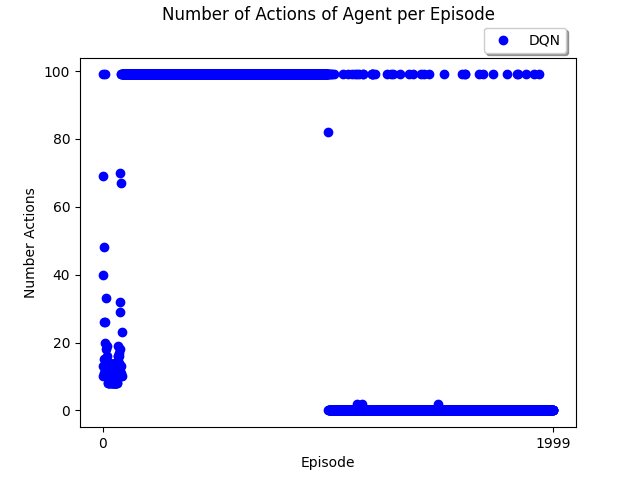 Number of Actions of Agent per Episode
DQN
100
80
60
40
20
0
Number Actions
0
1999
Episode